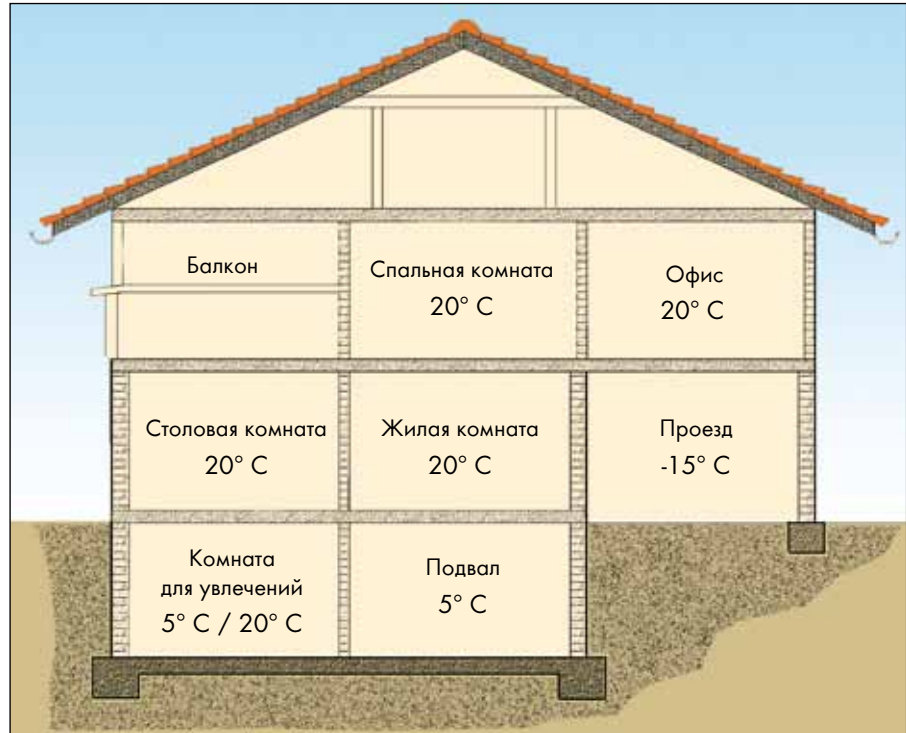 Балкон
Спальная комната
20° C
Офис
20° C
Столовая комната
20° C
Жилая комната
20° C
Проезд
-15° C
Комната
для увлечений
5° C / 20° C
Подвал
5° C